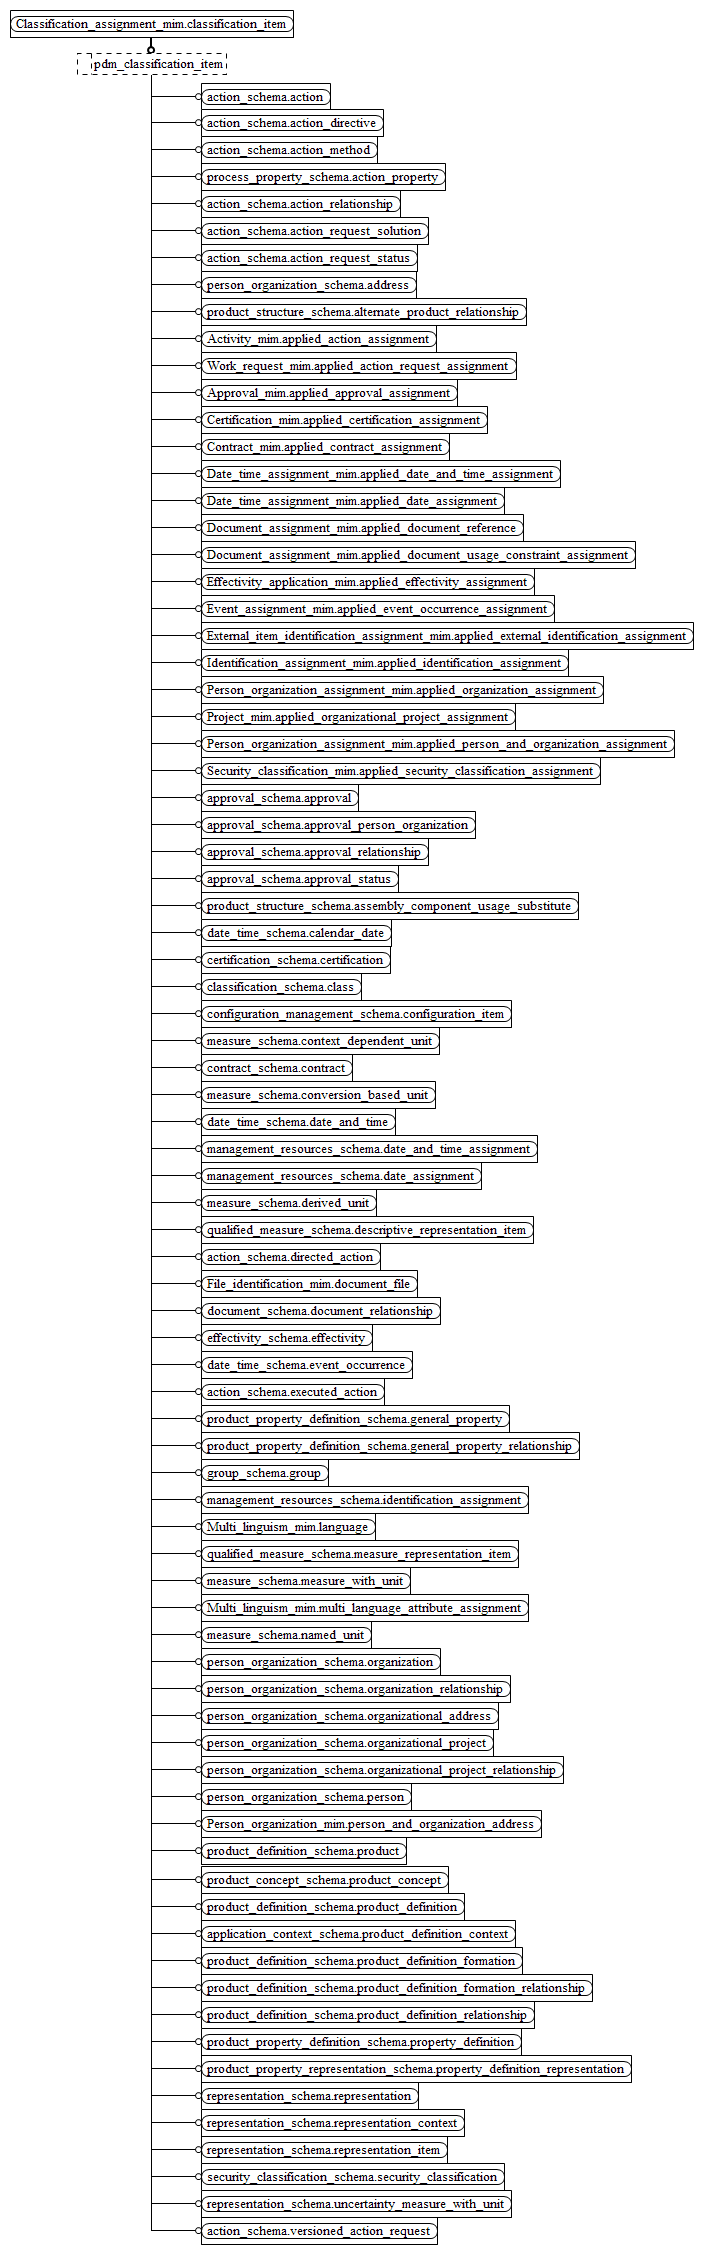 Classification_assignment_mim.classification_item
pdm_classification_item
action_schema.action
action_schema.action_directive
action_schema.action_method
process_property_schema.action_property
action_schema.action_relationship
action_schema.action_request_solution
action_schema.action_request_status
person_organization_schema.address
product_structure_schema.alternate_product_relationship
Activity_mim.applied_action_assignment
Work_request_mim.applied_action_request_assignment
Approval_mim.applied_approval_assignment
Certification_mim.applied_certification_assignment
Contract_mim.applied_contract_assignment
Date_time_assignment_mim.applied_date_and_time_assignment
Date_time_assignment_mim.applied_date_assignment
Document_assignment_mim.applied_document_reference
Document_assignment_mim.applied_document_usage_constraint_assignment
Effectivity_application_mim.applied_effectivity_assignment
Event_assignment_mim.applied_event_occurrence_assignment
External_item_identification_assignment_mim.applied_external_identification_assignment
Identification_assignment_mim.applied_identification_assignment
Person_organization_assignment_mim.applied_organization_assignment
Project_mim.applied_organizational_project_assignment
Person_organization_assignment_mim.applied_person_and_organization_assignment
Security_classification_mim.applied_security_classification_assignment
approval_schema.approval
approval_schema.approval_person_organization
approval_schema.approval_relationship
approval_schema.approval_status
product_structure_schema.assembly_component_usage_substitute
date_time_schema.calendar_date
certification_schema.certification
classification_schema.class
configuration_management_schema.configuration_item
measure_schema.context_dependent_unit
contract_schema.contract
measure_schema.conversion_based_unit
date_time_schema.date_and_time
management_resources_schema.date_and_time_assignment
management_resources_schema.date_assignment
measure_schema.derived_unit
qualified_measure_schema.descriptive_representation_item
action_schema.directed_action
File_identification_mim.document_file
document_schema.document_relationship
effectivity_schema.effectivity
date_time_schema.event_occurrence
action_schema.executed_action
product_property_definition_schema.general_property
product_property_definition_schema.general_property_relationship
group_schema.group
management_resources_schema.identification_assignment
Multi_linguism_mim.language
qualified_measure_schema.measure_representation_item
measure_schema.measure_with_unit
Multi_linguism_mim.multi_language_attribute_assignment
measure_schema.named_unit
person_organization_schema.organization
person_organization_schema.organization_relationship
person_organization_schema.organizational_address
person_organization_schema.organizational_project
person_organization_schema.organizational_project_relationship
person_organization_schema.person
Person_organization_mim.person_and_organization_address
product_definition_schema.product
product_concept_schema.product_concept
product_definition_schema.product_definition
application_context_schema.product_definition_context
product_definition_schema.product_definition_formation
product_definition_schema.product_definition_formation_relationship
product_definition_schema.product_definition_relationship
product_property_definition_schema.property_definition
product_property_representation_schema.property_definition_representation
representation_schema.representation
representation_schema.representation_context
representation_schema.representation_item
security_classification_schema.security_classification
representation_schema.uncertainty_measure_with_unit
action_schema.versioned_action_request